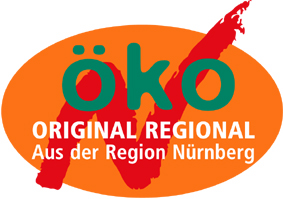 öko
ORIGINAL REGIONAL
Aus der Region Nürnberg